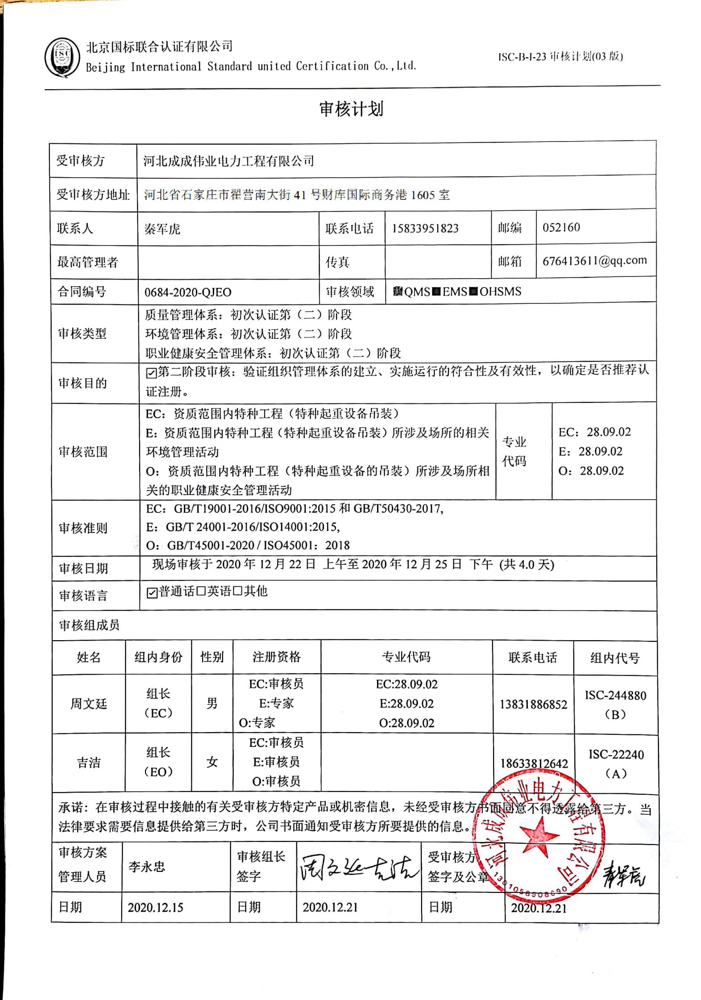 ISC
北京国标联合认证有限公司
Beijing International Standard united Certification Co.,Ltd.
ISC-B-I-23 审核计划(03 版)
审核计划
受审核方 河北成成伟业电力工程有限公司
受审核方地址 河北省石家庄市翟营南大街 41 号财库国际商务港 1605 室
联系人 秦军虎 联系电话 15833951823 邮编 052160
最高管理者 传真 邮箱 676413611@qq.com
合同编号 0684-2020-QJEO 审核领域 ■QMS■EMS■OHSMS
审核类型
质量管理体系：初次认证第（二）阶段
环境管理体系：初次认证第（二）阶段
职业健康安全管理体系：初次认证第（二）阶段
审核目的
☑第二阶段审核：验证组织管理体系的建立、实施运行的符合性及有效性，以确定是否推荐认
证注册。
审核范围
EC：资质范围内特种工程（特种起重设备吊装）
E：资质范围内特种工程（特种起重设备吊装）所涉及场所的相关
环境管理活动
O：资质范围内特种工程（特种起重设备的吊装）所涉及场所相
关的职业健康安全管理活动
专业
代码
EC：28.09.02
E：28.09.02
O：28.09.02
审核准则
EC：GB/T19001-2016/ISO9001:2015 和 GB/T50430-2017,
E：GB/T 24001-2016/ISO14001:2015,
O：GB/T45001-2020 / ISO45001：2018
审核日期 现场审核于 2020 年 12 月 22 日 上午至 2020 年 12 月 25 日 下午 (共 4.0 天)
审核语言 ☑普通话☐英语☐其他
审核组成员
姓名 组内身份 性别 注册资格 专业代码 联系电话 组内代号
周文廷
组长
（EC）
男
EC:审核员
E:专家
O:专家
EC:28.09.02
E:28.09.02
O:28.09.02
13831886852
ISC-244880
（B）
吉洁
组长
（EO）
女
EC:审核员
E:审核员
O:审核员
18633812642
ISC-22240
（A）
承诺：在审核过程中接触的有关受审核方特定产品或机密信息，未经受审核方书面同意不得透露给第三方。当
法律要求需要信息提供给第三方时，公司书面通知受审核方所要提供的信息。
审核方案
管理人员
李永忠
审核组长
签字
周文廷 吉洁
受审核方
签字及公章
秦军虎
河北成成伟业电力工程有限公司
日期 2020.12.15 日期 2020.12.21 日期 2020.12.21